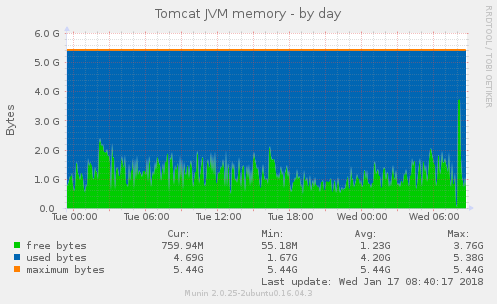 Tomcat JVM memory - by day
RRDTOOL / TOBI OETIKER
Bytes
6.0 G
5.0 G
4.0 G
3.0 G
2.0 G
1.0 G
0.0
Tue 00:00 Tue 06:00 Tue 12:00 Tue 18:00 Wed 00:00 Wed 06:00
Cur: Min: Avg: Max:
free bytes 759.94M 55.18M 1.23G 3.76G
used bytes 4.69G 1.67G 4.20G 5.38G
maximum bytes 5.44G 5.44G 5.44G 5.44G
Last update: Wed Jan 17 08:40:17 2018
Munin 2.0.25-2ubuntu0.16.04.3